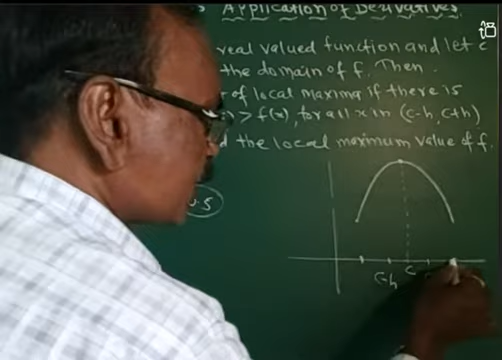 Application of Derivatives
real valued function and let c
the domain of f. Then
of local maxima if there is
> f(x), for all x in (c-h, c+h)
the local maximum value of f.
.5
c-h c